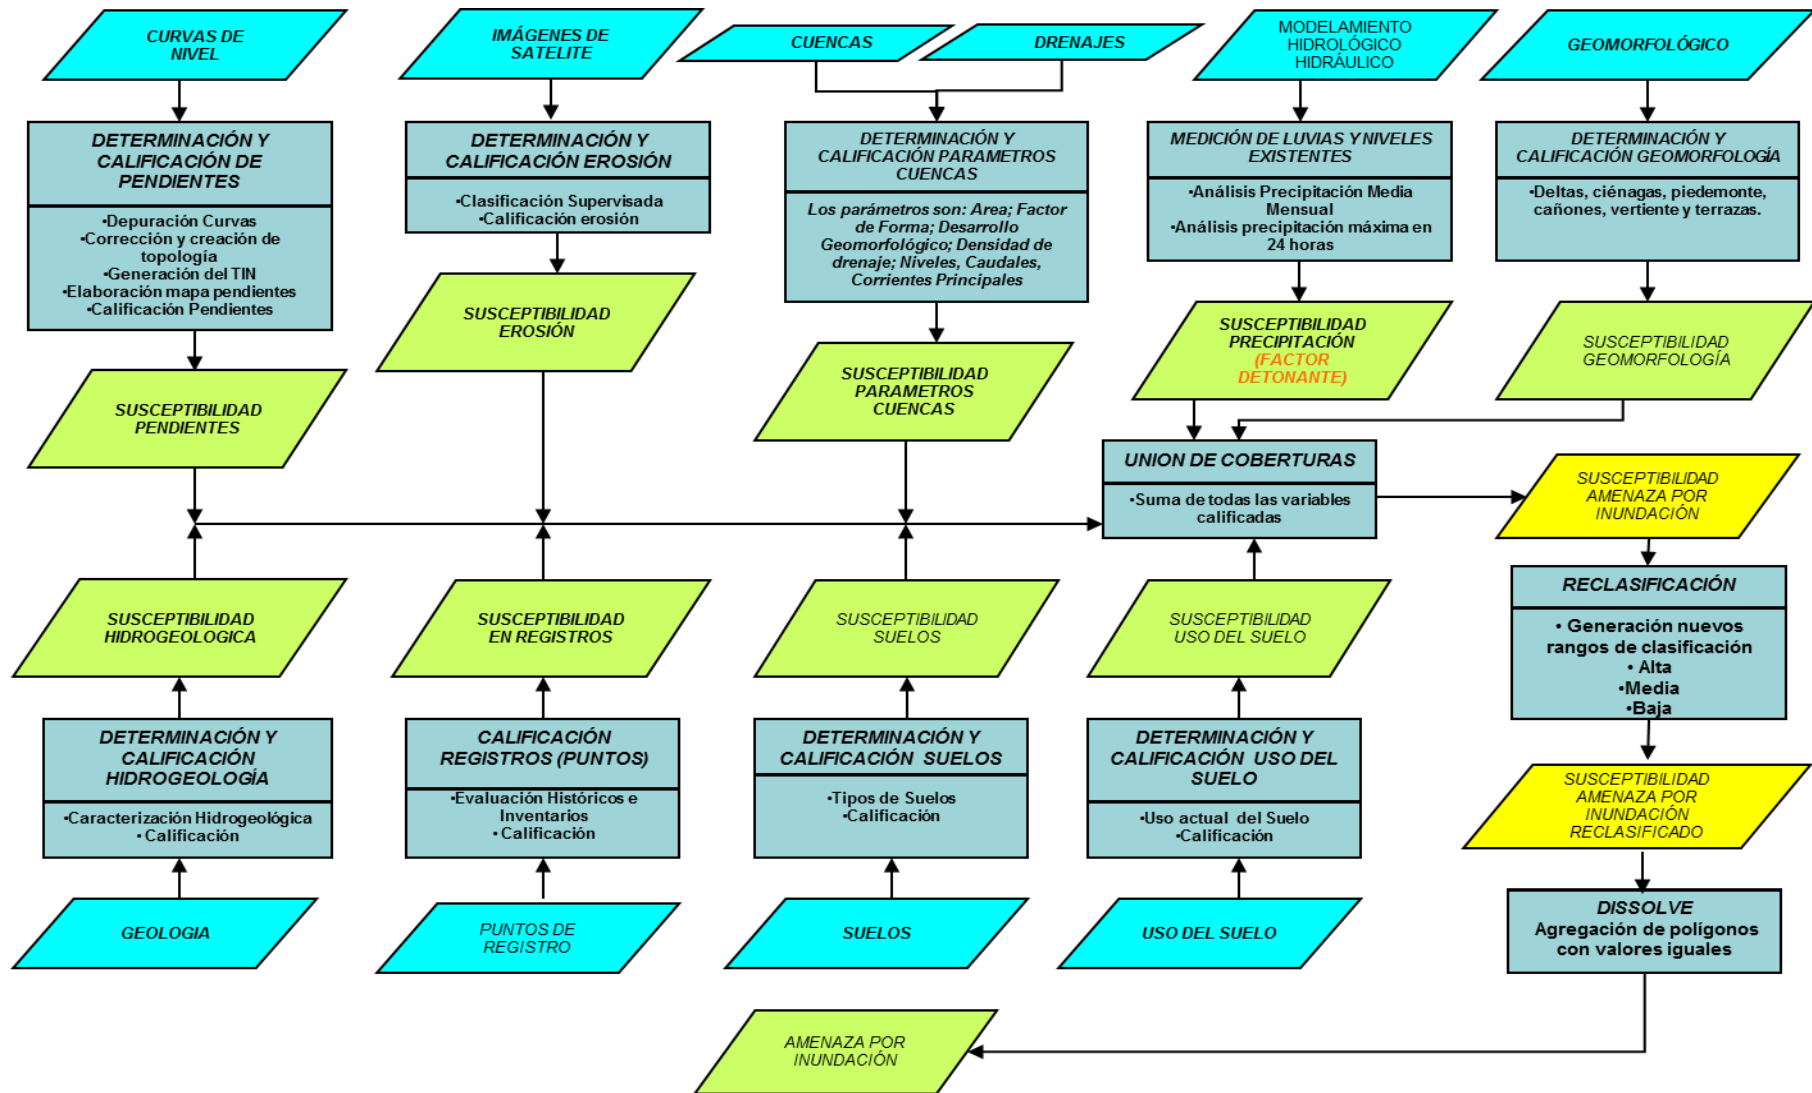 CURVAS DE
NIVEL
IMÁGENES DE
SATELITE
CUENCAS
DRENAJES
MODELAMIENTO
HIDROLÓGICO
HIDRÁULICO
GEOMORFOLÓGICO
DETERMINACIÓN Y
CALIFICACIÓN DE
PENDIENTES
•Depuración Curvas
•Corrección y creación de
topología
•Generación del TIN
•Elaboración mapa pendientes
•Calificación Pendientes
DETERMINACIÓN Y
CALIFICACIÓN EROSIÓN
•Clasificación Supervisada
•Calificación erosión
DETERMINACIÓN Y
CALIFICACIÓN PARAMETROS
CUENCAS
Los parámetros son: Area; Factor
de Forma; Desarrollo
Geomorfológico; Densidad de
drenaje; Niveles, Caudales,
Corrientes Principales
MEDICIÓN DE LUVIAS Y NIVELES
EXISTENTES
•Análisis Precipitación Media
Mensual
•Análisis precipitación máxima en
24 horas
DETERMINACIÓN Y
CALIFICACIÓN GEOMORFOLOGÍA
•Deltas, ciénagas, piedemonte,
cañones, vertiente y terrazas.
SUSCEPTIBILIDAD
PENDIENTES
SUSCEPTIBILIDAD
EROSIÓN
SUSCEPTIBILIDAD
PARAMETROS
CUENCAS
SUSCEPTIBILIDAD
PRECIPITACIÓN
(FACTOR
DETONANTE)
SUSCEPTIBILIDAD
GEOMORFOLOGÍA
UNION DE COBERTURAS
•Suma de todas las variables
calificadas
SUSCEPTIBILIDAD
AMENAZA POR
INUNDACIÓN
SUSCEPTIBILIDAD
HIDROGEOLOGICA
SUSCEPTIBILIDAD
EN REGISTROS
SUSCEPTIBILIDAD
SUELOS
SUSCEPTIBILIDAD
USO DEL SUELO
RECLASIFICACIÓN
• Generación nuevos
rangos de clasificación
• Alta
•Media
•Baja
DETERMINACIÓN Y
CALIFICACIÓN
HIDROGEOLOGÍA
•Caracterización Hidrogeológica
• Calificación
CALIFICACIÓN
REGISTROS (PUNTOS)
•Evaluación Históricos e
Inventarios
• Calificación
DETERMINACIÓN Y
CALIFICACIÓN SUELOS
•Tipos de Suelos
•Calificación
DETERMINACIÓN Y
CALIFICACIÓN USO DEL
SUELO
•Uso actual del Suelo
•Calificación
SUSCEPTIBILIDAD
AMENAZA POR
INUNDACIÓN
RECLASIFICADO
GEOLOGIA
PUNTOS DE
REGISTRO
SUELOS
USO DEL SUELO
DISSOLVE
Agregación de polígonos
con valores iguales
AMENAZA POR
INUNDACIÓN